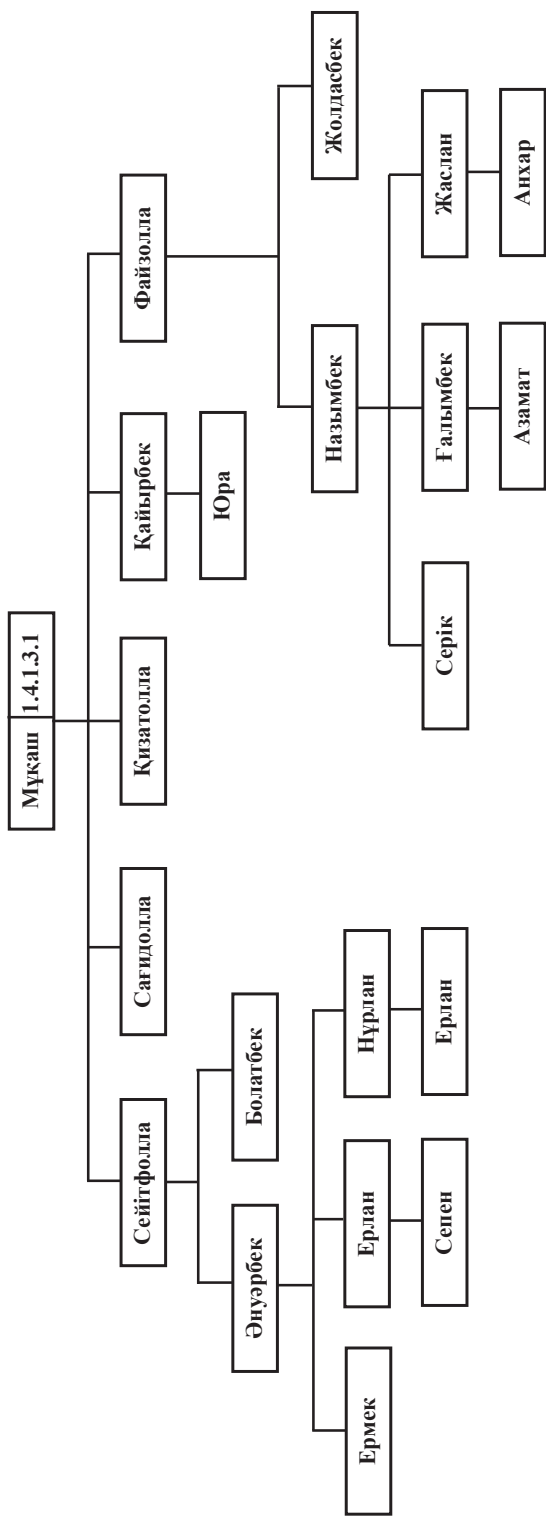 Мұқаш 1.4.1.3.1
Сейітфолла
Сағидолла
Қизатолла
Қайырбек
Файзолла
Әнуәрбек
Болатбек
Юра
Назымбек
Жолдасбек
Ермек
Ерлан
Нұрлан
Серік
Ғалымбек
Жаслан
Сепен
Ерлан
Азамат
Анхар